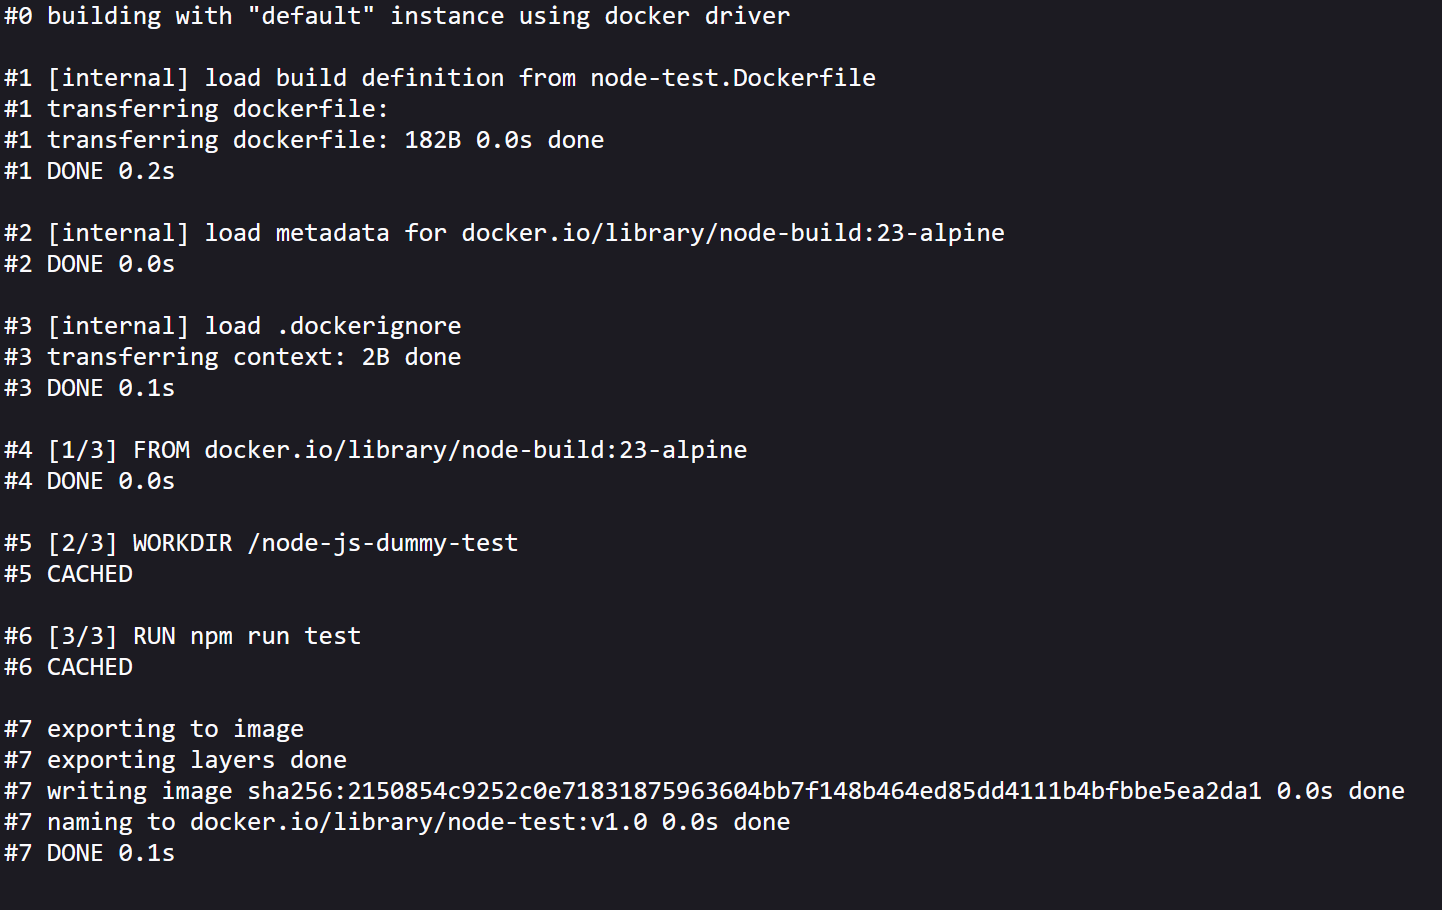 #0 building with "default" instance using docker driver
#1 [internal] load build definition from node-test.Dockerfile
#1 transferring dockerfile:
#1 transferring dockerfile: 182B 0.0s done
#1 DONE 0.2s
#2 [internal] load metadata for docker.io/library/node-build:23-alpine
#2 DONE 0.0s
#3 [internal] load .dockerignore
#3 transferring context: 2B done
#3 DONE 0.1s
#4 [1/3] FROM docker.io/library/node-build:23-alpine
#4 DONE 0.0s
#5 [2/3] WORKDIR /node-js-dummy-test
#5 CACHED
#6 [3/3] RUN npm run test
#6 CACHED
#7 exporting to image
#7 exporting layers done
#7 writing image sha256:2150854c9252c0e71831875963604bb7f148b464ed85dd4111b4bfbbe5ea2da1 0.0s done
#7 naming to docker.io/library/node-test:v1.0 0.0s done
#7 DONE 0.1s